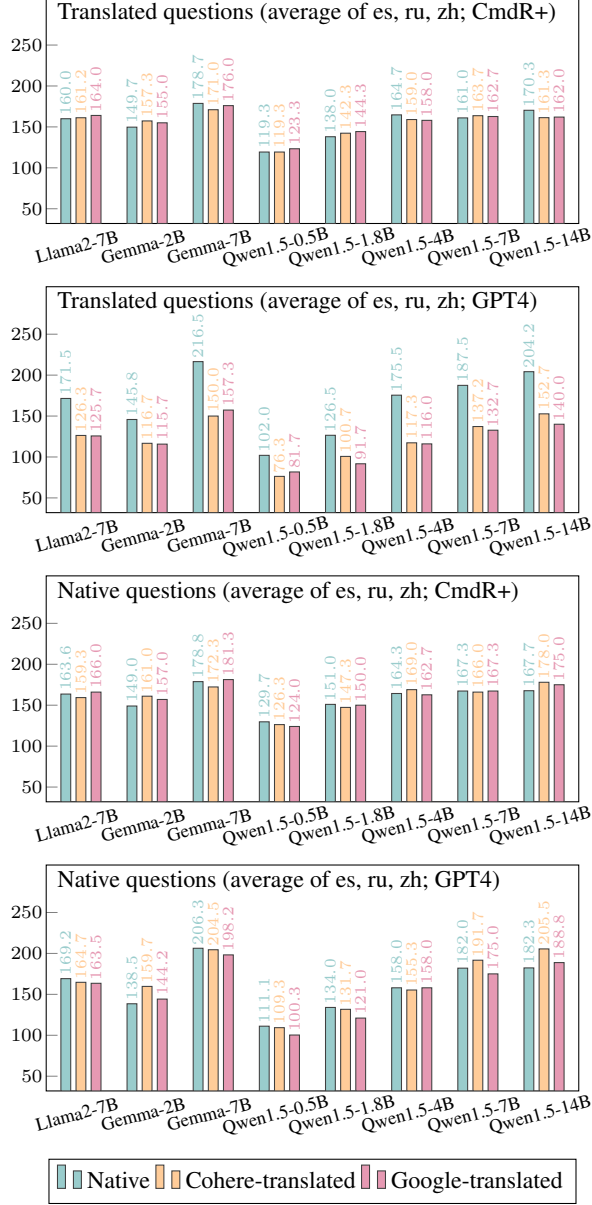 Translated questions (average of es, ru, zh; CmdR+)
250
200
150
100
50
160.0 161.2 164.0 149.7 157.3 155.0 178.7 171.0 176.0 119.3 119.3 123.3 138.0 142.3 144.3 164.7 159.0 158.0 161.0 163.7 162.7 170.3 161.3 162.0
Llama2-7B Gemma-2B Gemma-7B Qwen1.5-0.5B Qwen1.5-1.8B Qwen1.5-4B Qwen1.5-7B Qwen1.5-14B
Translated questions (average of es, ru, zh; GPT4)
250
200
150
100
50
171.5 126.3 125.7 145.8 116.7 115.7 216.5 150.0 157.3 102.0 76.3 81.7 126.5 100.7 91.7 175.5 117.3 116.0 187.5 137.2 132.7 204.2 152.7 140.0
Llama2-7B Gemma-2B Gemma-7B Qwen1.5-0.5B Qwen1.5-1.8B Qwen1.5-4B Qwen1.5-7B Qwen1.5-14B
Native questions (average of es, ru, zh; CmdR+)
250
200
150
100
50
163.6 159.3 166.0 149.0 161.0 157.0 178.8 172.3 181.3 129.7 126.3 124.0 151.0 147.3 150.0 164.3 169.0 162.7 167.3 166.0 167.3 167.7 178.0 175.0
Llama2-7B Gemma-2B Gemma-7B Qwen1.5-0.5B Qwen1.5-1.8B Qwen1.5-4B Qwen1.5-7B Qwen1.5-14B
Native questions (average of es, ru, zh; GPT4)
250
200
150
100
50
169.2 164.7 163.5 138.5 159.7 144.2 206.3 204.5 198.2 111.1 109.3 100.3 134.0 131.7 121.0 158.0 155.3 158.0 182.0 191.7 175.0 182.3 205.5 188.8
Llama2-7B Gemma-2B Gemma-7B Qwen1.5-0.5B Qwen1.5-1.8B Qwen1.5-4B Qwen1.5-7B Qwen1.5-14B
Native Cohere-translated Google-translated